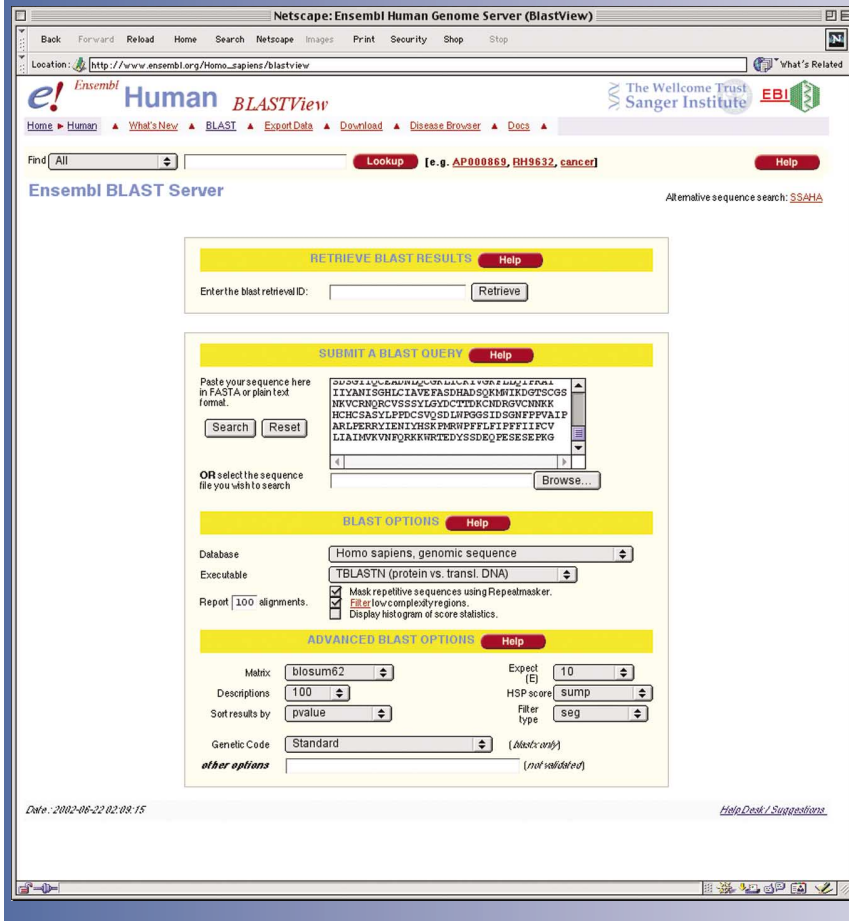 Netscape: Ensembl Human Genome Server (BlastView)
Back Forward Reload Home Search Netscape Images Print Security Shop Stop
N
Location: http://www.ensembl.org/Homo_sapiens/blastview What's Related
e! Ensembl Human BLASTView The Wellcome Trust Sanger Institute EBI
Home Human What's New BLAST Export Data Download Disease Browser Docs
Find All Lookup [e.g. AP000869, RH9632, cancer] Help
Ensembl BLAST Server
Alternative sequence search: SSAHA
RETRIEVE BLAST RESULTS Help
Enter the blast retrieval ID: Retrieve
SUBMIT A BLAST QUERY Help
Paste your sequence here
in FASTA or plain text
format.
Search Reset
IIYANISGHLCIAVEFASDHADSQKMWIKDGTSCGS
NKVCRNQRCVSSSYLGYDCTTDKCNDRGVCNNKK
HCHCSASYLPPDCSVQSDLWPGGSIDSGNFPPVAIP
ARLPERRYIENIYHSKPMRWPFFLFIPFFIIFCV
LIAIMVKVNFQRKKWRTEDYSSDEQPESESEPKG
OR select the sequence
file you wish to search
Browse...
BLAST OPTIONS Help
Database Homo sapiens, genomic sequence
Executable TBLASTN (protein vs. transl. DNA)
Mask repetitive sequences using Repeatmasker.
Report 100 alignments. Filter low complexity regions.
Display histogram of score statistics.
ADVANCED BLAST OPTIONS Help
Matrix blosum62 Expect (E) 10
Descriptions 100 HSP score sump
Sort results by pvalue Filter type seg
Genetic Code Standard (blastx only)
other options (not validated)
Date : 2002-06-22 02:09:15 Help Desk / Suggestions